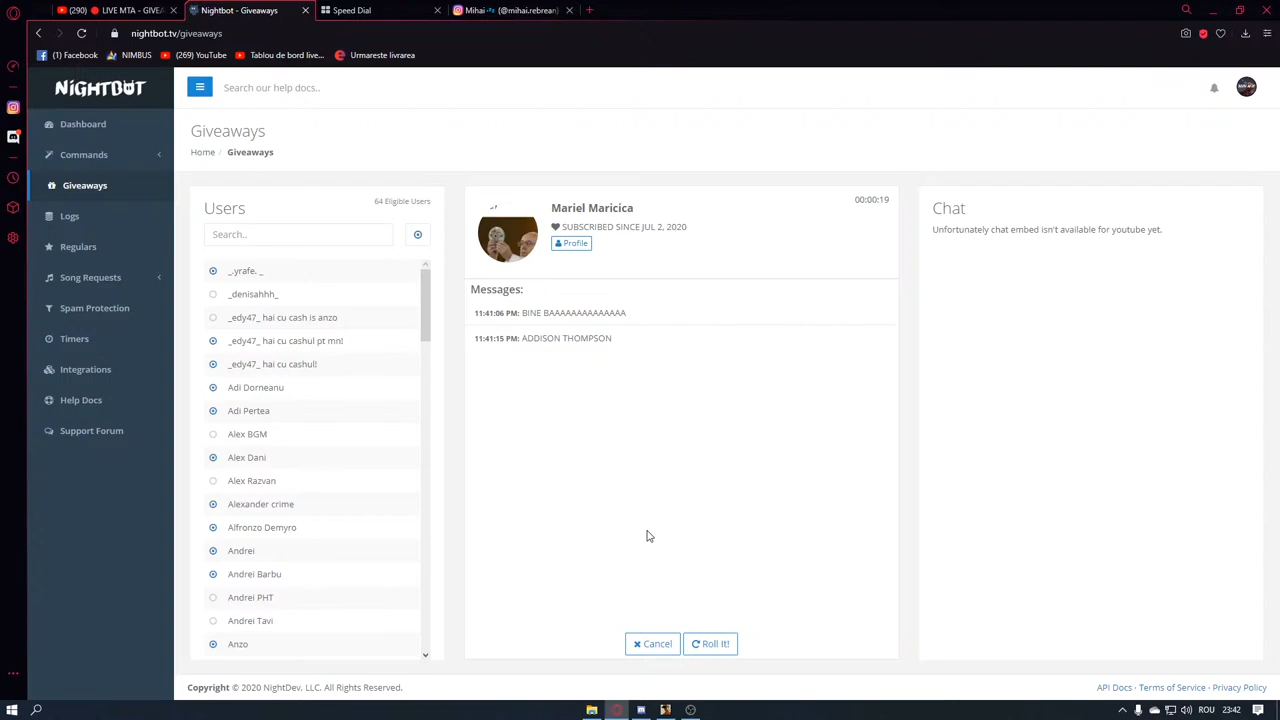 (290) 🔴 LIVE MTA - GIVEA
Nightbot - Giveaways
Speed Dial
Mihai (@mihai.rebrean
nightbot.tv/giveaways
(1) Facebook
NIMBUS
(269) YouTube
Tablou de bord live...
Urmareste livrarea
NIGHTBOT
Search our help docs..
Dashboard
Commands
Giveaways
Logs
Regulars
Song Requests
Spam Protection
Timers
Integrations
Help Docs
Support Forum
Giveaways
Home / Giveaways
Users
64 Eligible Users
Search..
_.yrafe. _
_denisahhh_
_edy47_ hai cu cash is anzo
_edy47_ hai cu cashul pt mn!
_edy47_ hai cu cashul!
Adi Dorneanu
Adi Pertea
Alex BGM
Alex Dani
Alex Razvan
Alexander crime
Alfronzo Demyro
Andrei
Andrei Barbu
Andrei PHT
Andrei Tavi
Anzo
Mariel Maricica
00:00:19
SUBSCRIBED SINCE JUL 2, 2020
Profile
Messages:
11:41:06 PM: BINE BAAAAAAAAAAAAAA
11:41:15 PM: ADDISON THOMPSON
Cancel
Roll It!
Chat
Unfortunately chat embed isn't available for youtube yet.
Copyright © 2020 NightDev, LLC. All Rights Reserved.
API Docs · Terms of Service · Privacy Policy
ROU
23:42